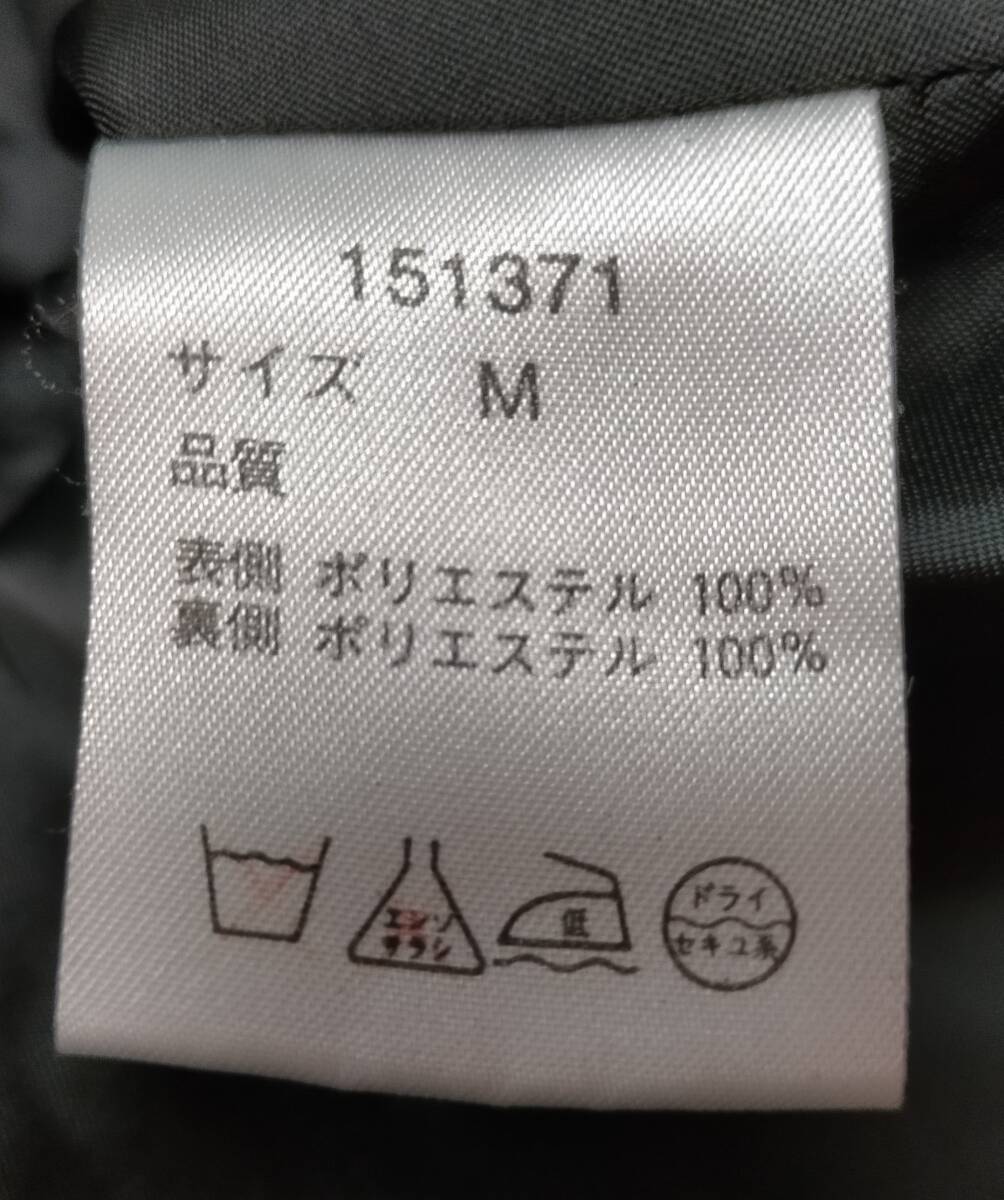 151371
サイズ M
品質
表側 ポリエステル 100%
裏側 ポリエステル 100%
エンソ
サラシ
低
ドライ
セキユ系